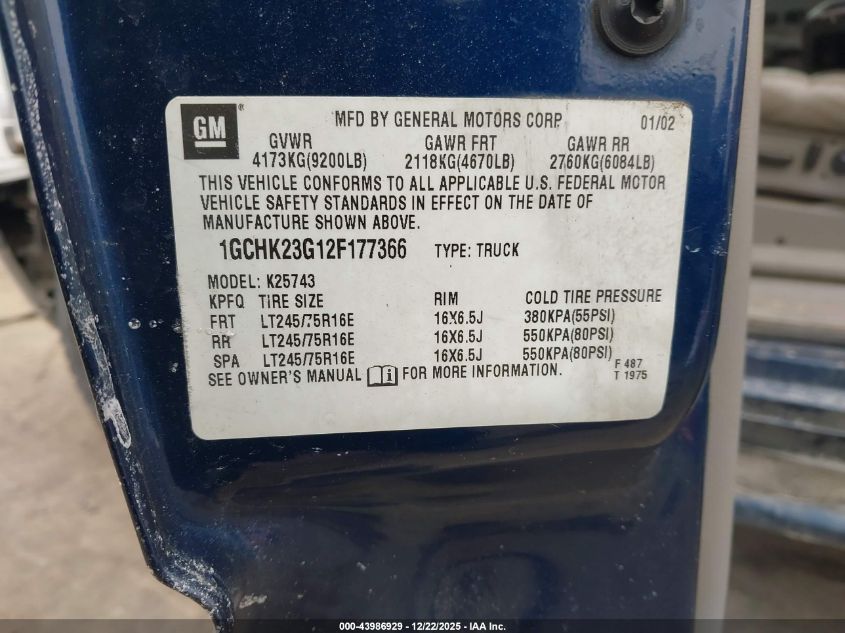 GM® MFD BY GENERAL MOTORS CORP 01/02
GVWR GAWR FRT GAWR RR
4173KG(9200LB) 2118KG(4670LB) 2760KG(6084LB)
THIS VEHICLE CONFORMS TO ALL APPLICABLE U.S. FEDERAL MOTOR
VEHICLE SAFETY STANDARDS IN EFFECT ON THE DATE OF
MANUFACTURE SHOWN ABOVE.
1GCHK23G12F177366 TYPE: TRUCK
MODEL: K25743
KPFQ TIRE SIZE RIM COLD TIRE PRESSURE
FRT LT245/75R16E 16X6.5J 380KPA(55PSI)
RR LT245/75R16E 16X6.5J 550KPA(80PSI)
SPA LT245/75R16E 16X6.5J 550KPA(80PSI)
SEE OWNER'S MANUAL i FOR MORE INFORMATION.
F 487
T 1975
000-43986929 - 12/22/2025 - IAA Inc.